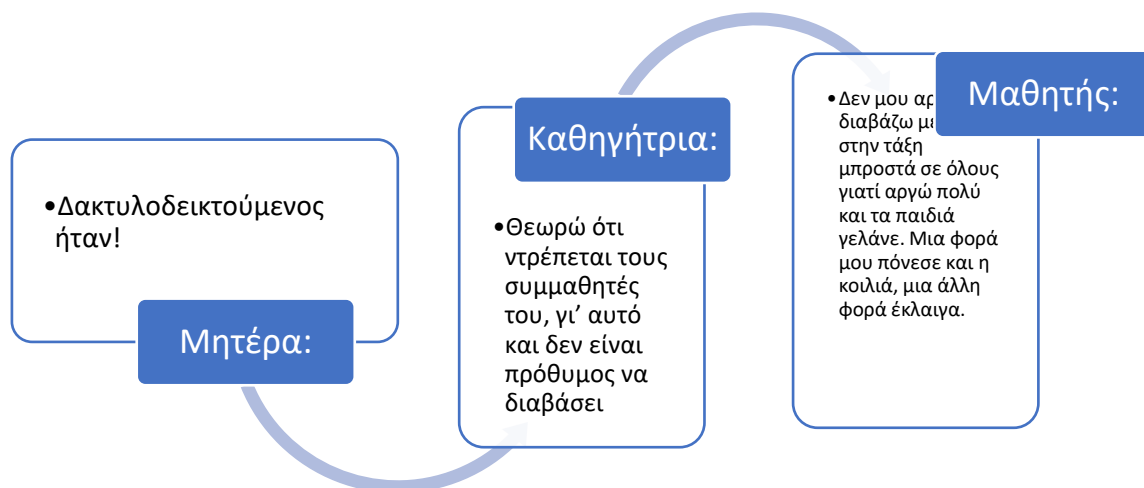 •Δακτυλοδεικτούμενος
ήταν!
Μητέρα:
Καθηγήτρια:
•Θεωρώ ότι
ντρέπεται τους
συμμαθητές
του, γι’ αυτό
και δεν είναι
πρόθυμος να
διαβάσει
Μαθητής:
•Δεν μου
διαβάζω
στην τάξη
μπροστά σε όλους
γιατί αργώ πολύ
και τα παιδιά
γελάνε. Μια φορά
μου πόνεσε και η
κοιλιά, μια άλλη
φορά έκλαιγα.